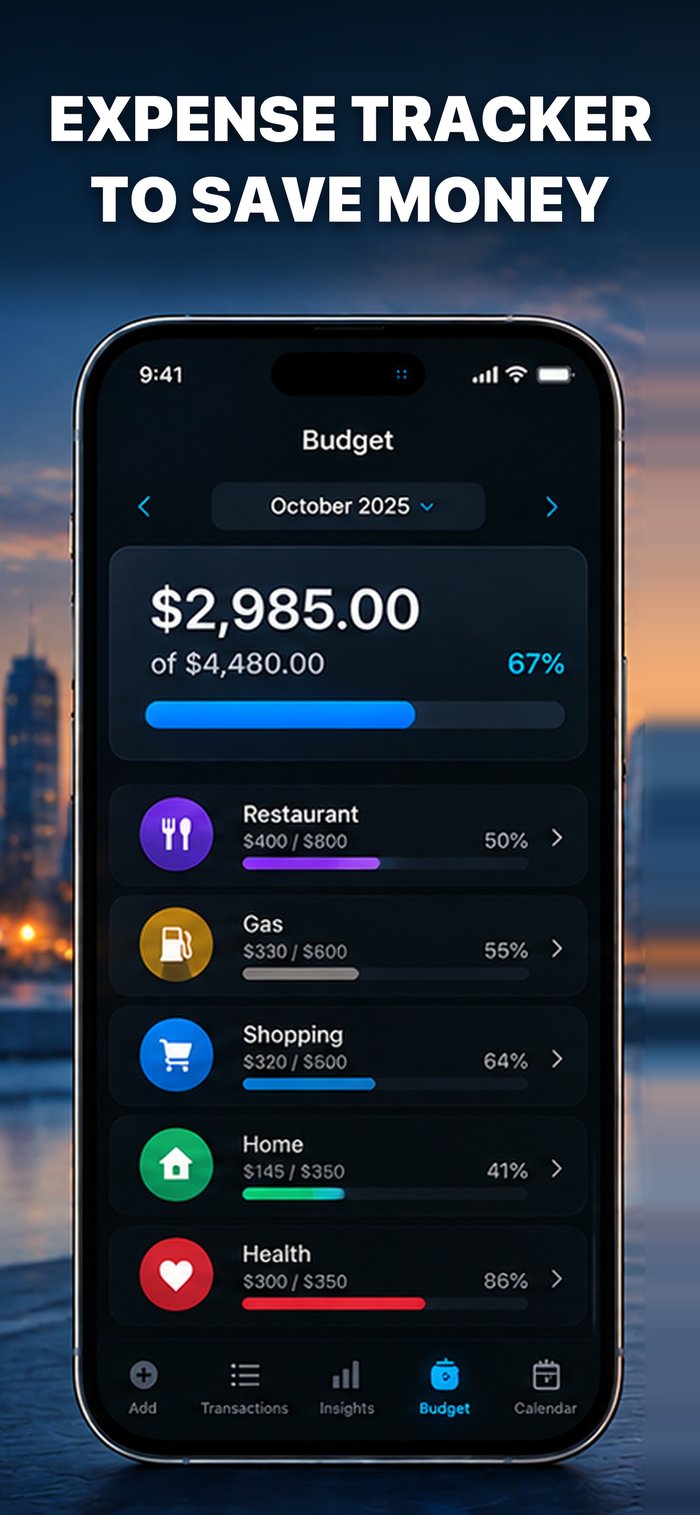 EXPENSE TRACKER
TO SAVE MONEY
9:41
Budget
October 2025
$2,985.00
of $4,480.00
67%
Restaurant
$400 / $800
50%
Gas
$330 / $600
55%
Shopping
$320 / $600
64%
Home
$145 / $350
41%
Health
$300 / $350
86%
Add
Transactions
Insights
Budget
Calendar